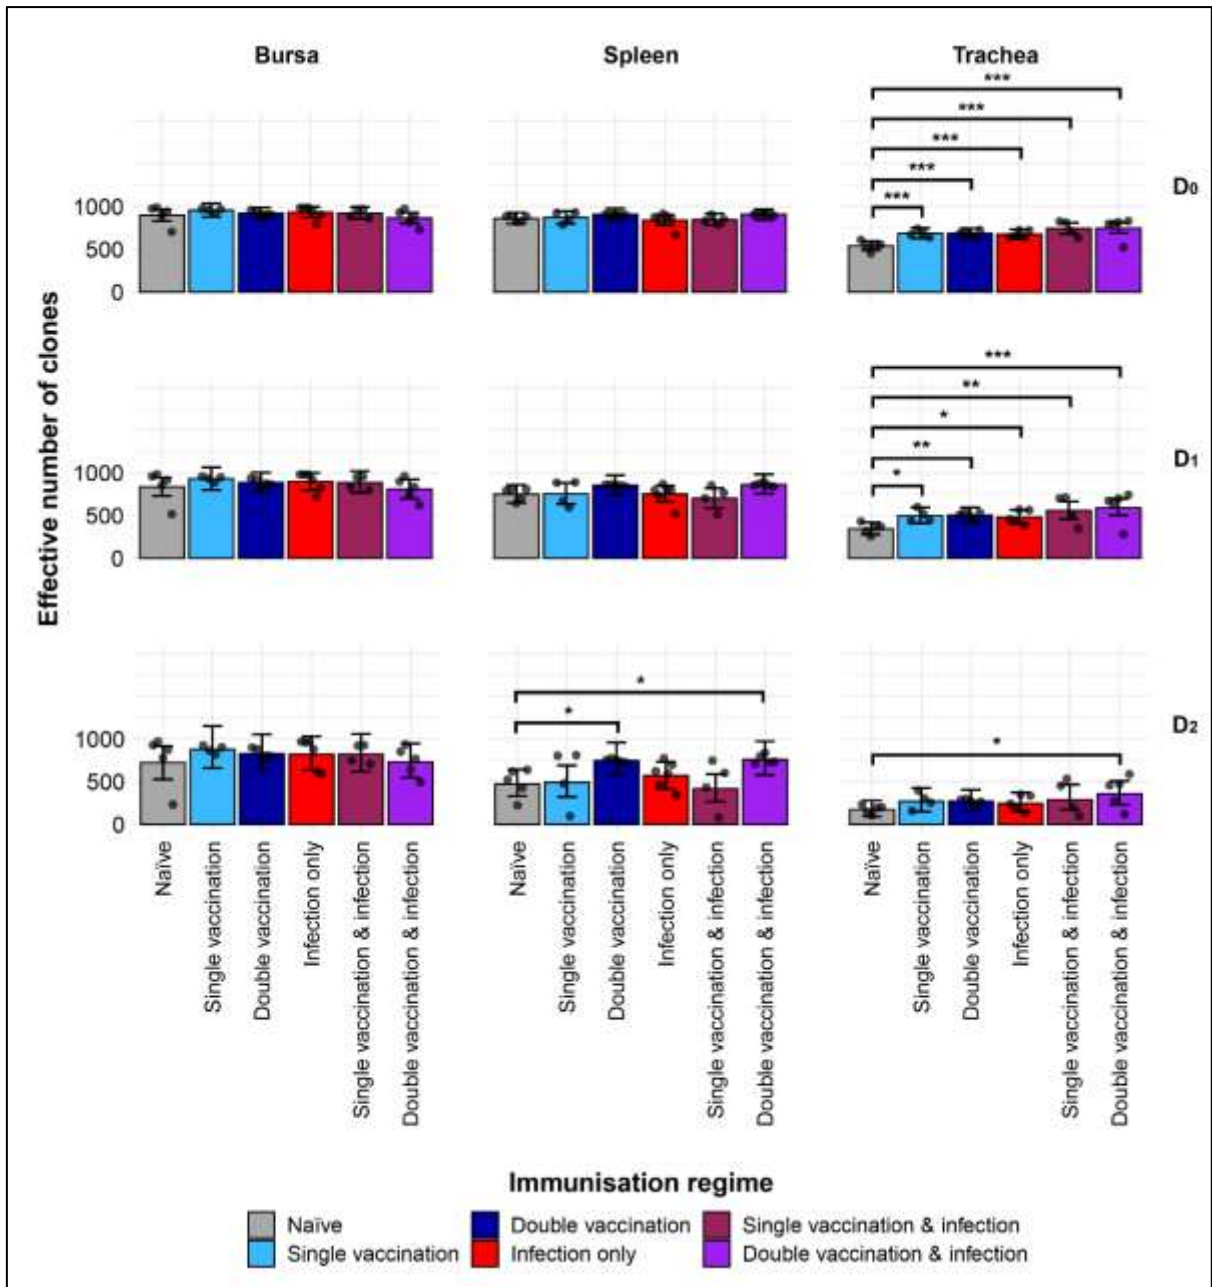 Bursa Spleen Trachea
***
***
***
***
***
D0
1000
500
0
Effective number of clones
***
**
*
**
*
D1
1000
500
0
*
*
*
D2
1000
500
0
Naïve Single vaccination Double vaccination Infection only Single vaccination & infection Double vaccination & infection
Naïve Single vaccination Double vaccination Infection only Single vaccination & infection Double vaccination & infection
Naïve Single vaccination Double vaccination Infection only Single vaccination & infection Double vaccination & infection
Immunisation regime
Naïve Double vaccination Single vaccination & infection
Single vaccination Infection only Double vaccination & infection